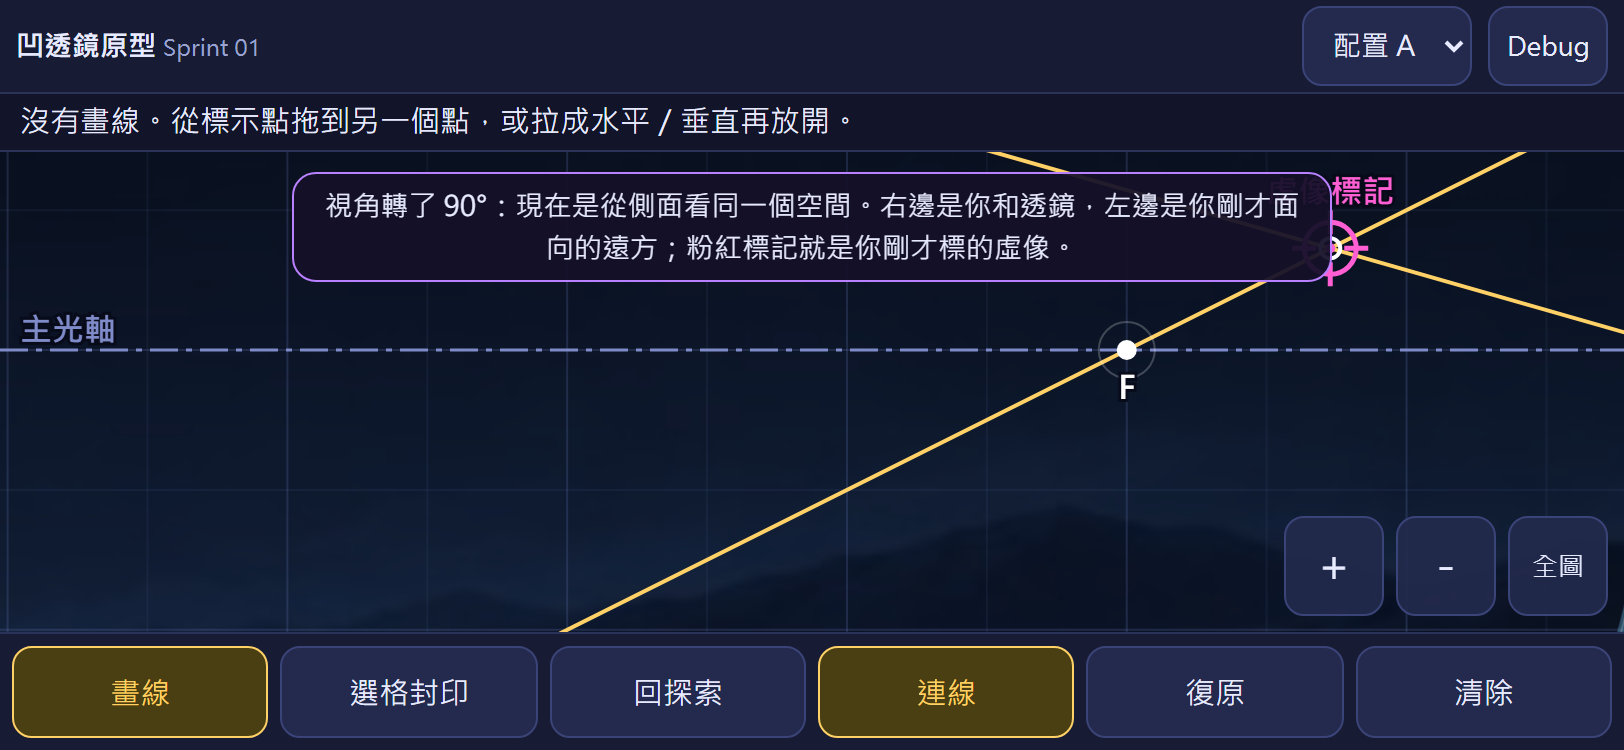 凹透鏡原型 Sprint 01
配置 A
Debug
沒有畫線。從標示點拖到另一個點，或拉成水平 / 垂直再放開。
視角轉了 90°：現在是從側面看同一個空間。右邊是你和透鏡，左邊是你剛才面
向的遠方；粉紅標記就是你剛才標的虛像。
虛像標記
主光軸
F
+
-
全圖
畫線
選格封印
回探索
連線
復原
清除